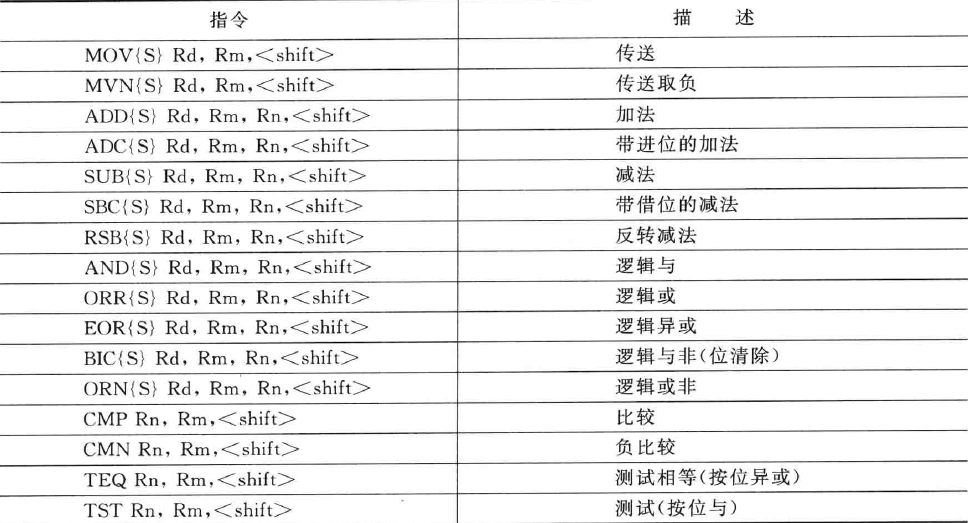 指令 描 述
MOV{S} Rd, Rm,<shift> 传送
MVN{S} Rd, Rm,<shift> 传送取负
ADD{S} Rd, Rm, Rn,<shift> 加法
ADC{S} Rd, Rm, Rn,<shift> 带进位的加法
SUB{S} Rd, Rm, Rn,<shift> 减法
SBC{S} Rd, Rm, Rn,<shift> 带借位的减法
RSB{S} Rd, Rm, Rn,<shift> 反转减法
AND{S} Rd, Rm, Rn,<shift> 逻辑与
ORR{S} Rd, Rm, Rn,<shift> 逻辑或
EOR{S} Rd, Rm, Rn,<shift> 逻辑异或
BIC{S} Rd, Rm, Rn,<shift> 逻辑与非(位清除)
ORN{S} Rd, Rm, Rn,<shift> 逻辑或非
CMP Rn, Rm,<shift> 比较
CMN Rn, Rm,<shift> 负比较
TEQ Rn, Rm,<shift> 测试相等(按位异或)
TST Rn, Rm,<shift> 测试(按位与)